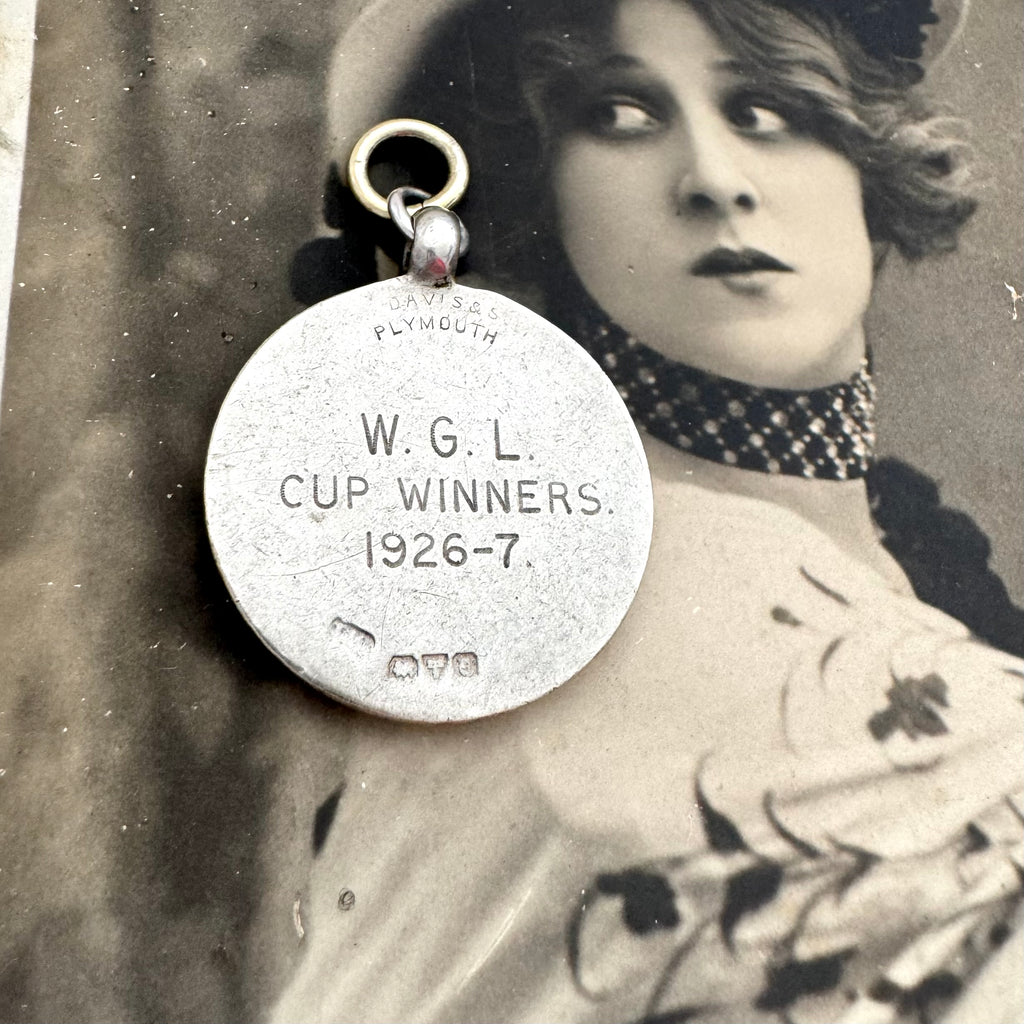 DAVIS & S
PLYMOUTH
W. G. L.
CUP WINNERS.
1926-7.